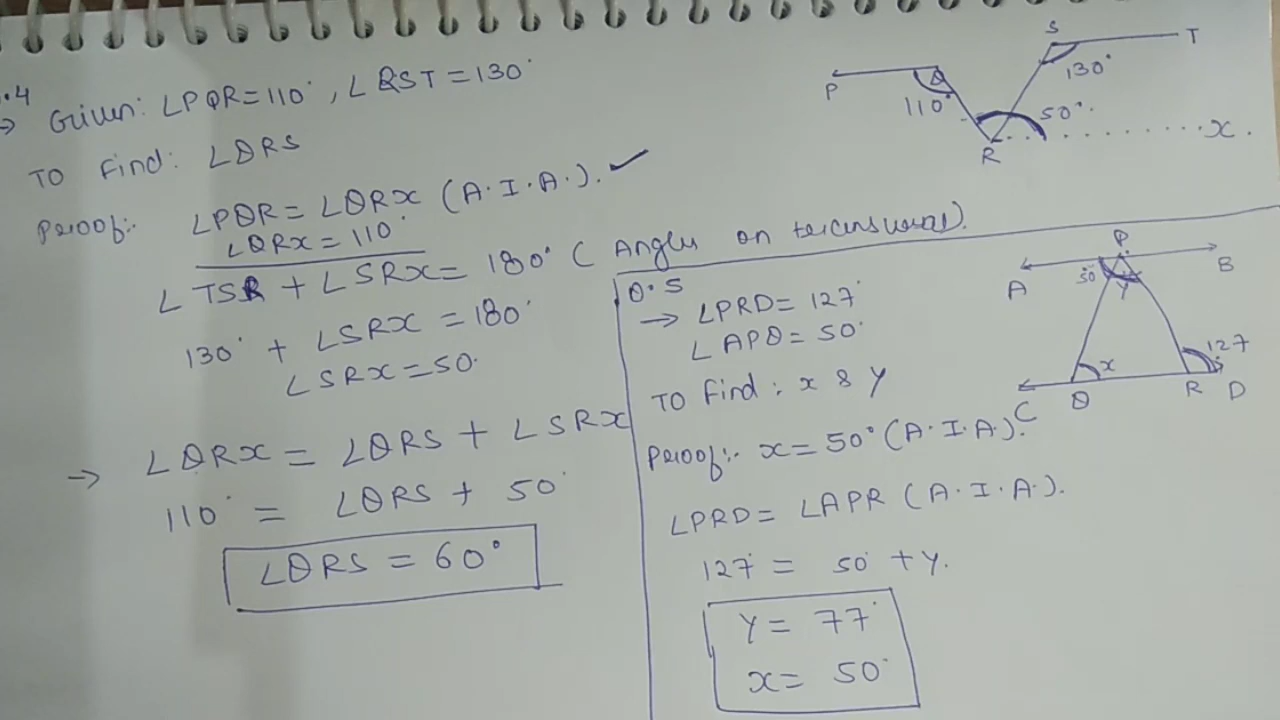 .4
→ Given: ∠PQR=110°, ∠QST=130°
To Find: ∠QRS
Proof:- ∠PQR = ∠QRX (A.I.A.). ✓
∠QRX = 110°
∠TSR + ∠SRX = 180° (Angles on
130° + ∠SRX = 180°
∠SRX = 50°
→ ∠QRX = ∠QRS + ∠SRX
110° = ∠QRS + 50°
∠QRS = 60°
P
Q
110°
S
T
130°
50°
R
x.
Q.5
→ ∠PRD = 127°
∠APQ = 50°
To Find: x & y
Proof:- x = 50° (A.I.A.).
∠PRD = ∠APR (A.I.A.).
127° = 50° + y.
y = 77°
x = 50°
P
A
B
50
y
x
127
C
Q
R
D